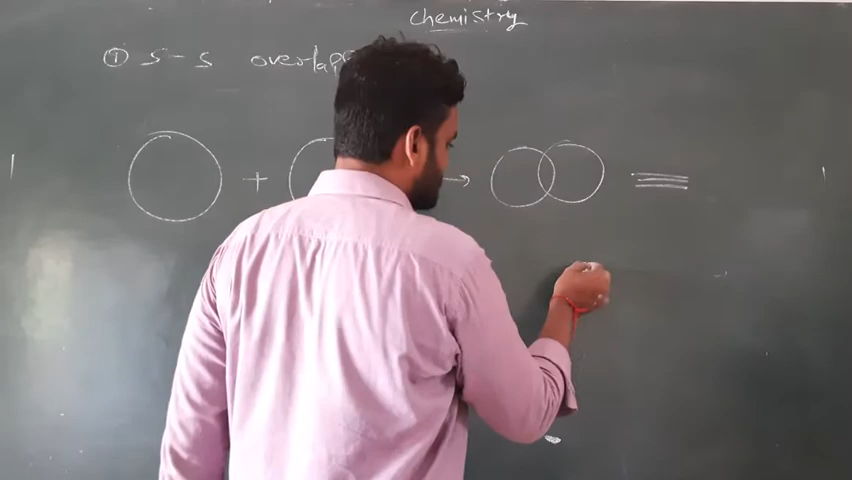 chemistry
① s-s overlap
+ →